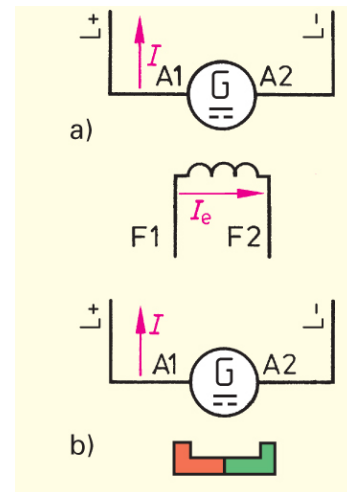 L+ I L-
A1 G A2
a)
Ie
F1 F2
L+ I L-
A1 G A2
b)